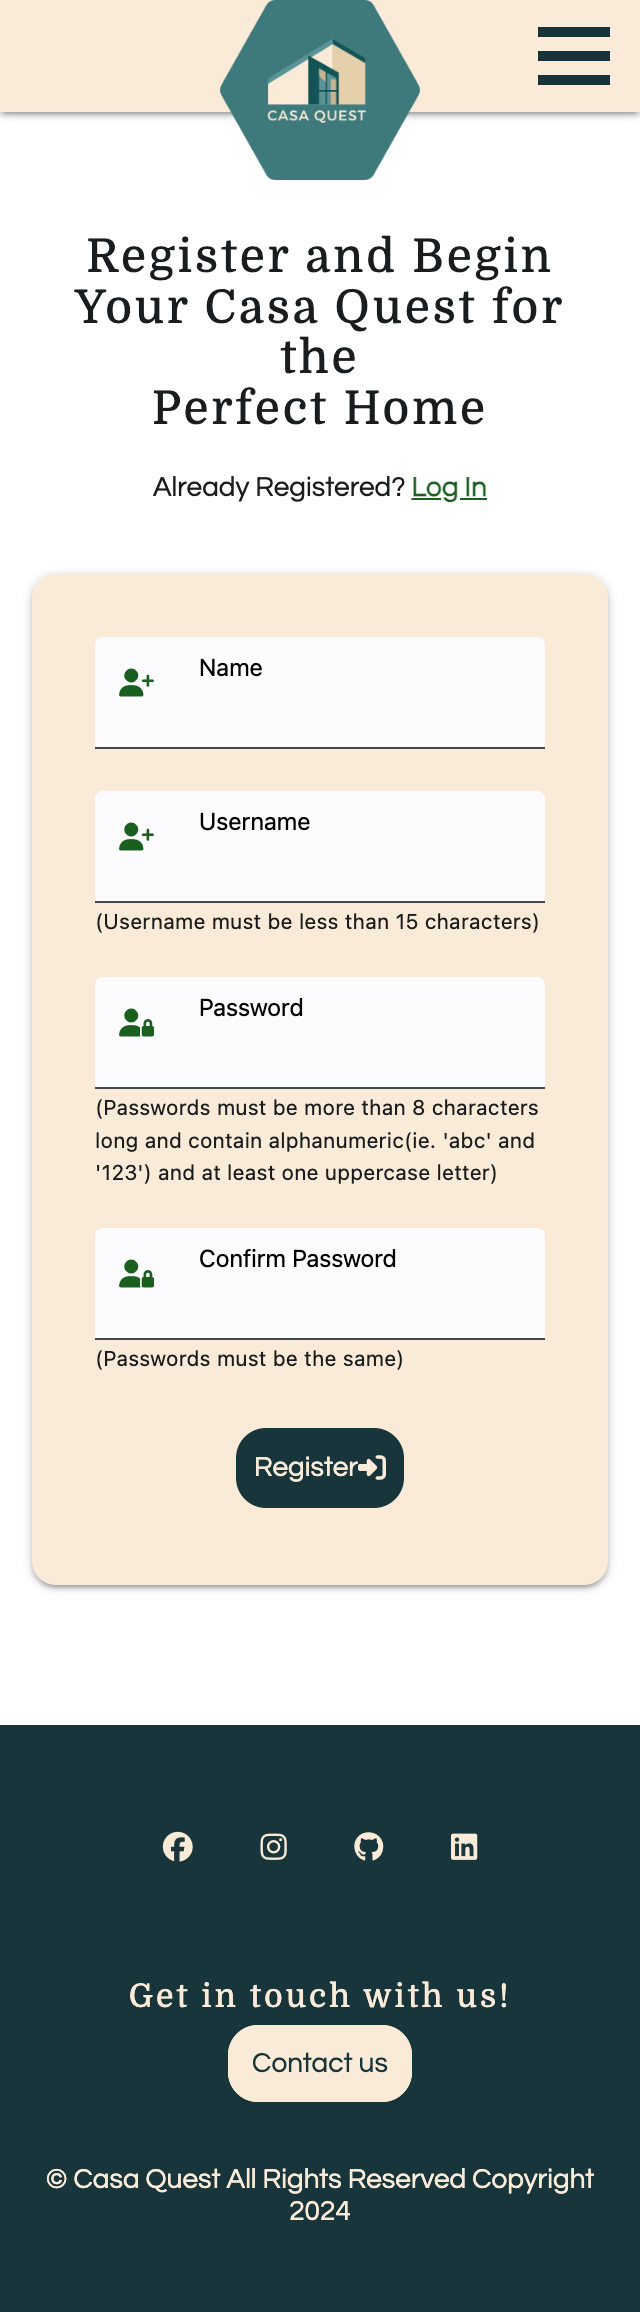 CASA QUEST
Register and Begin
Your Casa Quest for
the
Perfect Home
Already Registered? Log In
Name
Username
(Username must be less than 15 characters)
Password
(Passwords must be more than 8 characters
long and contain alphanumeric(ie. 'abc' and
'123') and at least one uppercase letter)
Confirm Password
(Passwords must be the same)
Register
Get in touch with us!
Contact us
© Casa Quest All Rights Reserved Copyright
2024